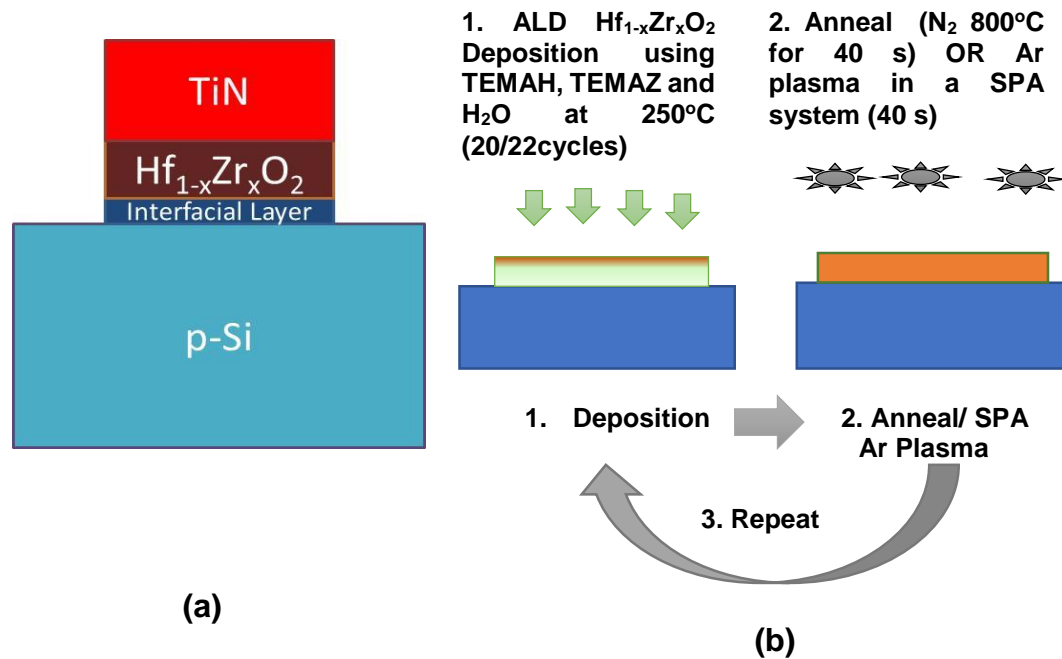 TiN
Hf₁₋ₓZrₓO₂
Interfacial Layer
p-Si
(a)
1. ALD Hf₁₋ₓZrₓO₂
Deposition using
TEMAH, TEMAZ and
H₂O at 250°C
(20/22cycles)
2. Anneal (N₂ 800°C
for 40 s) OR Ar
plasma in a SPA
system (40 s)
1. Deposition
2. Anneal/ SPA
Ar Plasma
3. Repeat
(b)